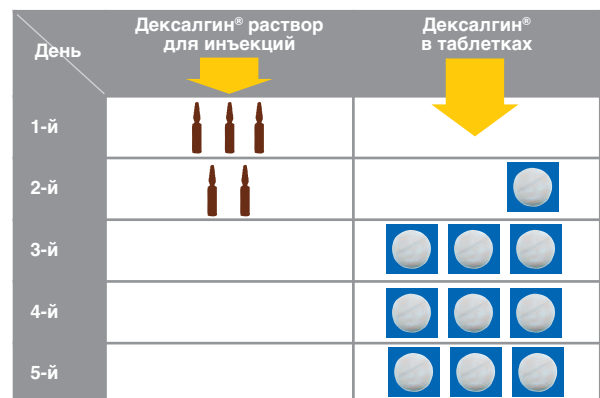 День
Дексалгин® раствор
для инъекций
Дексалгин®
в таблетках
1-й
2-й
3-й
4-й
5-й